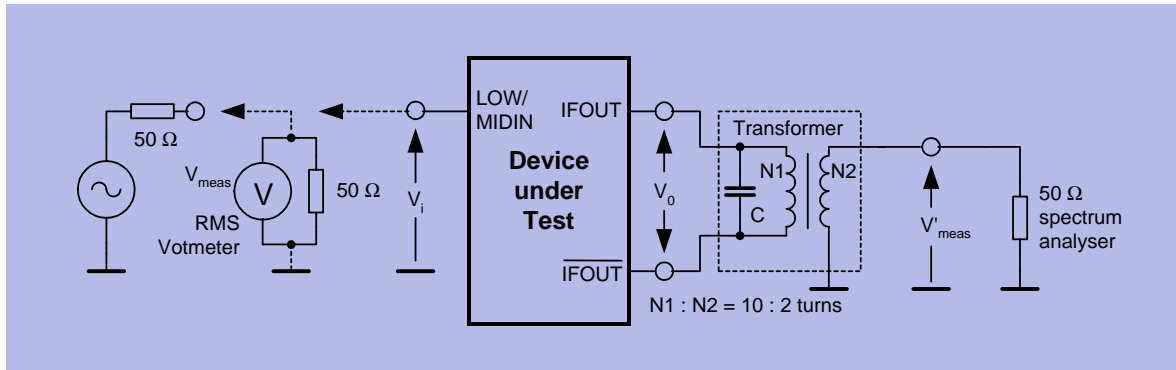 50 Ω
V meas
RMS
Votmeter
V
50 Ω
V i
LOW/
MIDIN
IFOUT
Device
under
Test
IFOUT
V 0
Transformer
N1
N2
C
N1 : N2 = 10 : 2 turns
V' meas
50 Ω
spectrum
analyser